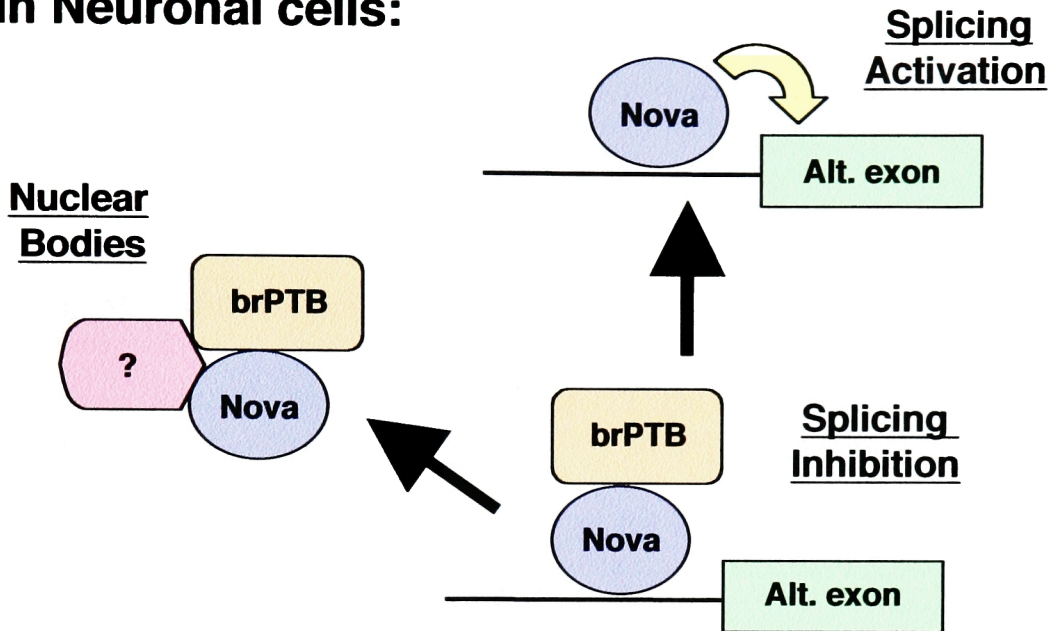 in Neuronal cells:
Splicing
Activation
Nova
Alt. exon
Nuclear
Bodies
brPTB
?
Nova
brPTB
Splicing
Inhibition
Nova
Alt. exon